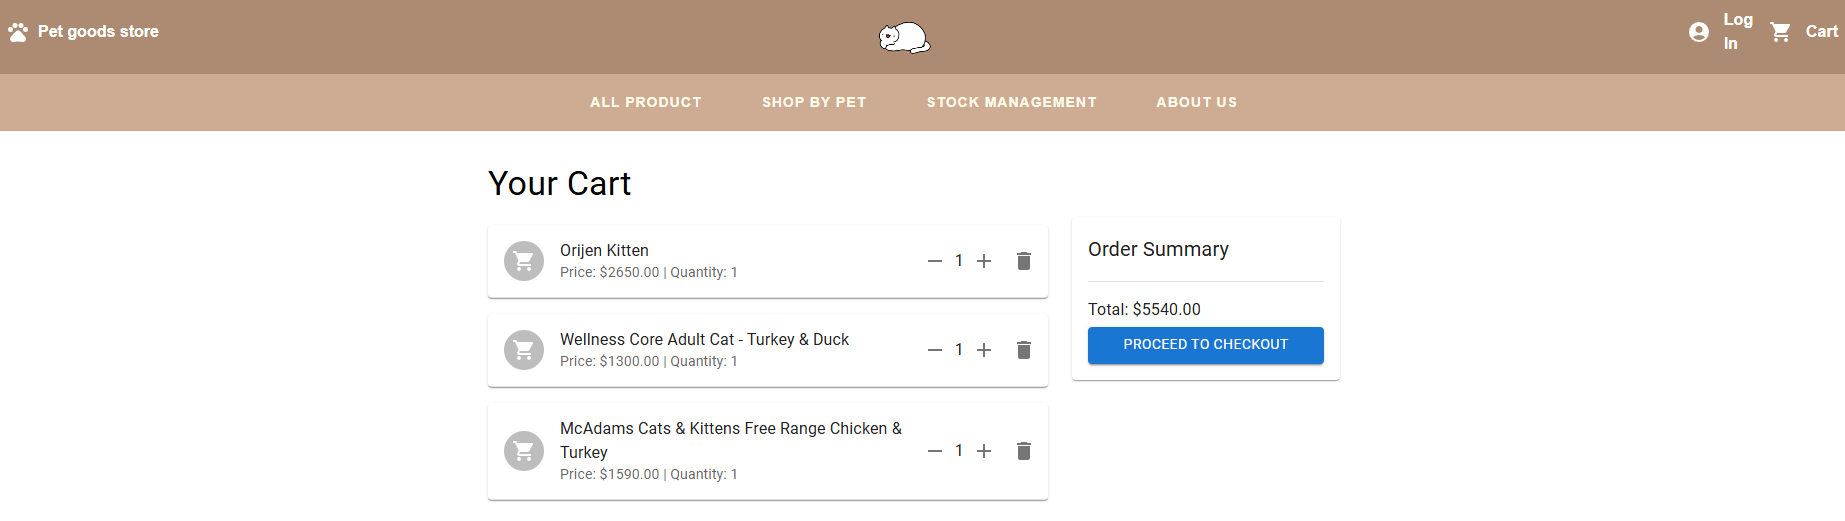 Pet goods store
Log
In
Cart
ALL PRODUCT
SHOP BY PET
STOCK MANAGEMENT
ABOUT US
Your Cart
Orijen Kitten
Price: $2650.00 | Quantity: 1
1
Wellness Core Adult Cat - Turkey & Duck
Price: $1300.00 | Quantity: 1
1
McAdams Cats & Kittens Free Range Chicken &
Turkey
Price: $1590.00 | Quantity: 1
1
Order Summary
Total: $5540.00
PROCEED TO CHECKOUT